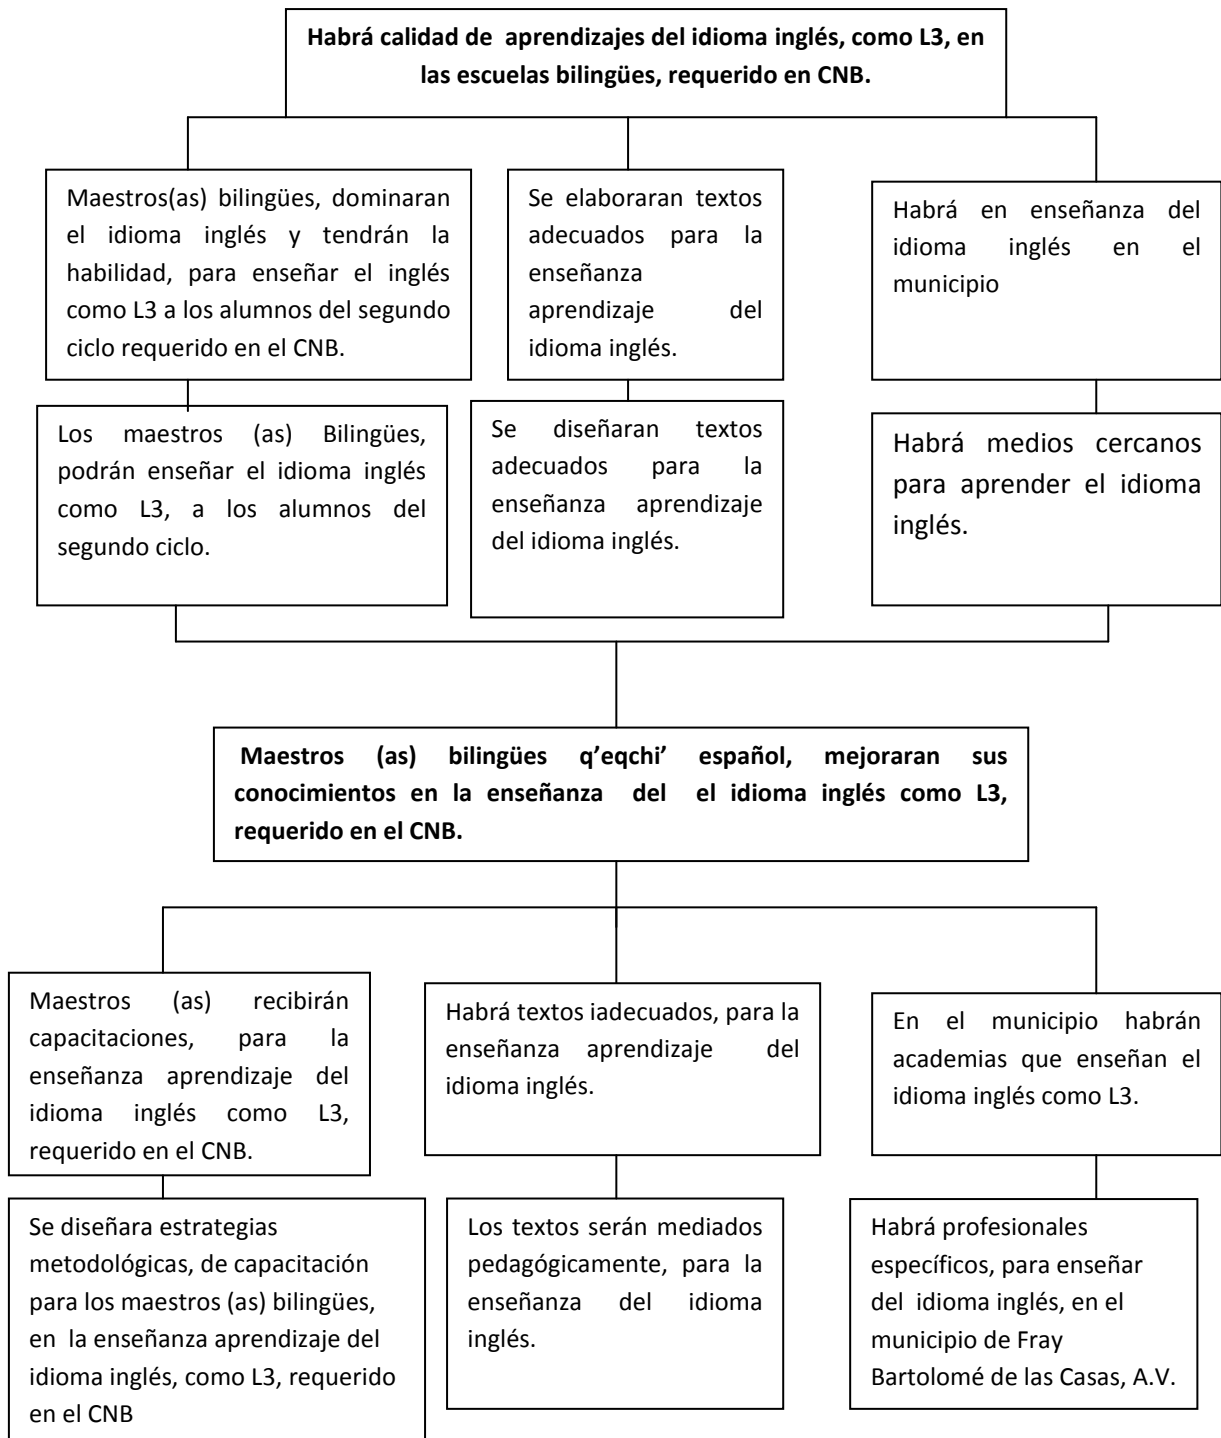 Habrá calidad de aprendizajes del idioma inglés, como L3, en
las escuelas bilingües, requerido en CNB.
Maestros(as) bilingües, dominaran
el idioma inglés y tendrán la
habilidad, para enseñar el inglés
como L3 a los alumnos del segundo
ciclo requerido en el CNB.
Se elaboraran textos
adecuados para la
enseñanza
aprendizaje del
idioma inglés.
Habrá en enseñanza del
idioma inglés en el
municipio
Los maestros (as) Bilingües,
podrán enseñar el idioma inglés
como L3, a los alumnos del
segundo ciclo.
Se diseñaran textos
adecuados para la
enseñanza aprendizaje
del idioma inglés.
Habrá medios cercanos
para aprender el idioma
inglés.
Maestros (as) bilingües q’eqchi’ español, mejoraran sus
conocimientos en la enseñanza del el idioma inglés como L3,
requerido en el CNB.
Maestros (as) recibirán
capacitaciones, para la
enseñanza aprendizaje del
idioma inglés como L3,
requerido en el CNB.
Habrá textos iadecuados, para la
enseñanza aprendizaje del
idioma inglés.
En el municipio habrán
academias que enseñan el
idioma inglés como L3.
Se diseñara estrategias
metodológicas, de capacitación
para los maestros (as) bilingües,
en la enseñanza aprendizaje del
idioma inglés, como L3, requerido
en el CNB
Los textos serán mediados
pedagógicamente, para la
enseñanza del idioma
inglés.
Habrá profesionales
específicos, para enseñar
del idioma inglés, en el
municipio de Fray
Bartolomé de las Casas, A.V.